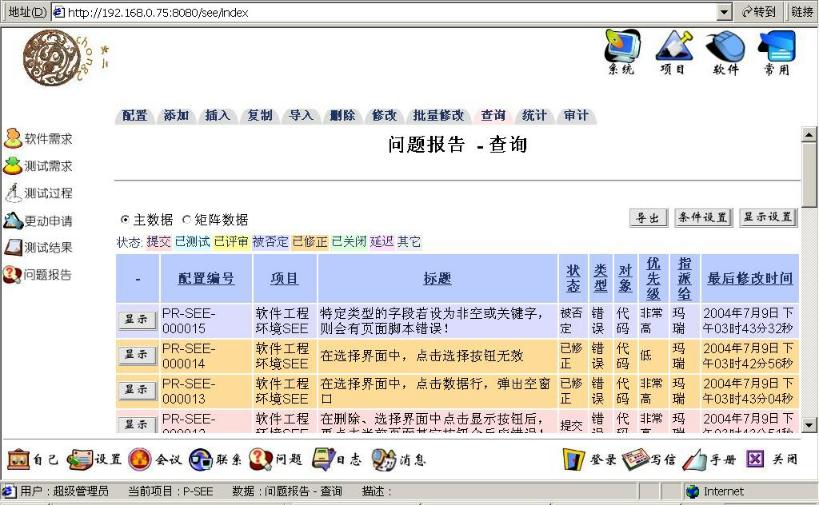 地址(D) http://192.168.0.75:8080/see/index 转到 链接
系统 项目 软件 常用
配置 添加 插入 复制 导入 删除 修改 批量修改 查询 统计 审计
问题报告 - 查询
软件需求
测试需求
测试过程
更动申请
测试结果
问题报告
主数据 矩阵数据
导出 条件设置 显示设置
状态: 提交 已测试 已评审 被否定 已修正 已关闭 延迟 其它
- 配置编号 项目 标题 状态 类型 对象 优先级 指派给 最后修改时间
显示 PR-SEE-000015 软件工程环境SEE 特定类型的字段若设为非空或关键字，则会有页面脚本错误！ 被否定 错误 代码 非常高 玛瑞 2004年7月9日 下午03时43分32秒
显示 PR-SEE-000014 软件工程环境SEE 在选择界面中，点击选择按钮无效 已修正 错误 代码 低 玛瑞 2004年7月9日 下午03时42分56秒
显示 PR-SEE-000013 软件工程环境SEE 在选择界面中，点击数据行，弹出空窗口 已修正 错误 代码 非常高 玛瑞 2004年7月9日 下午03时43分04秒
显示 PR-SEE- 软件工程 在删除、选择界面中点击显示按钮后， 提交 错 代 非常 玛 2004年7月9日 下
自己 设置 会议 联系 问题 日志 消息 登录 写信 手册 关闭
用户：超级管理员 当前项目：P-SEE 数据：问题报告 - 查询 描述： Internet